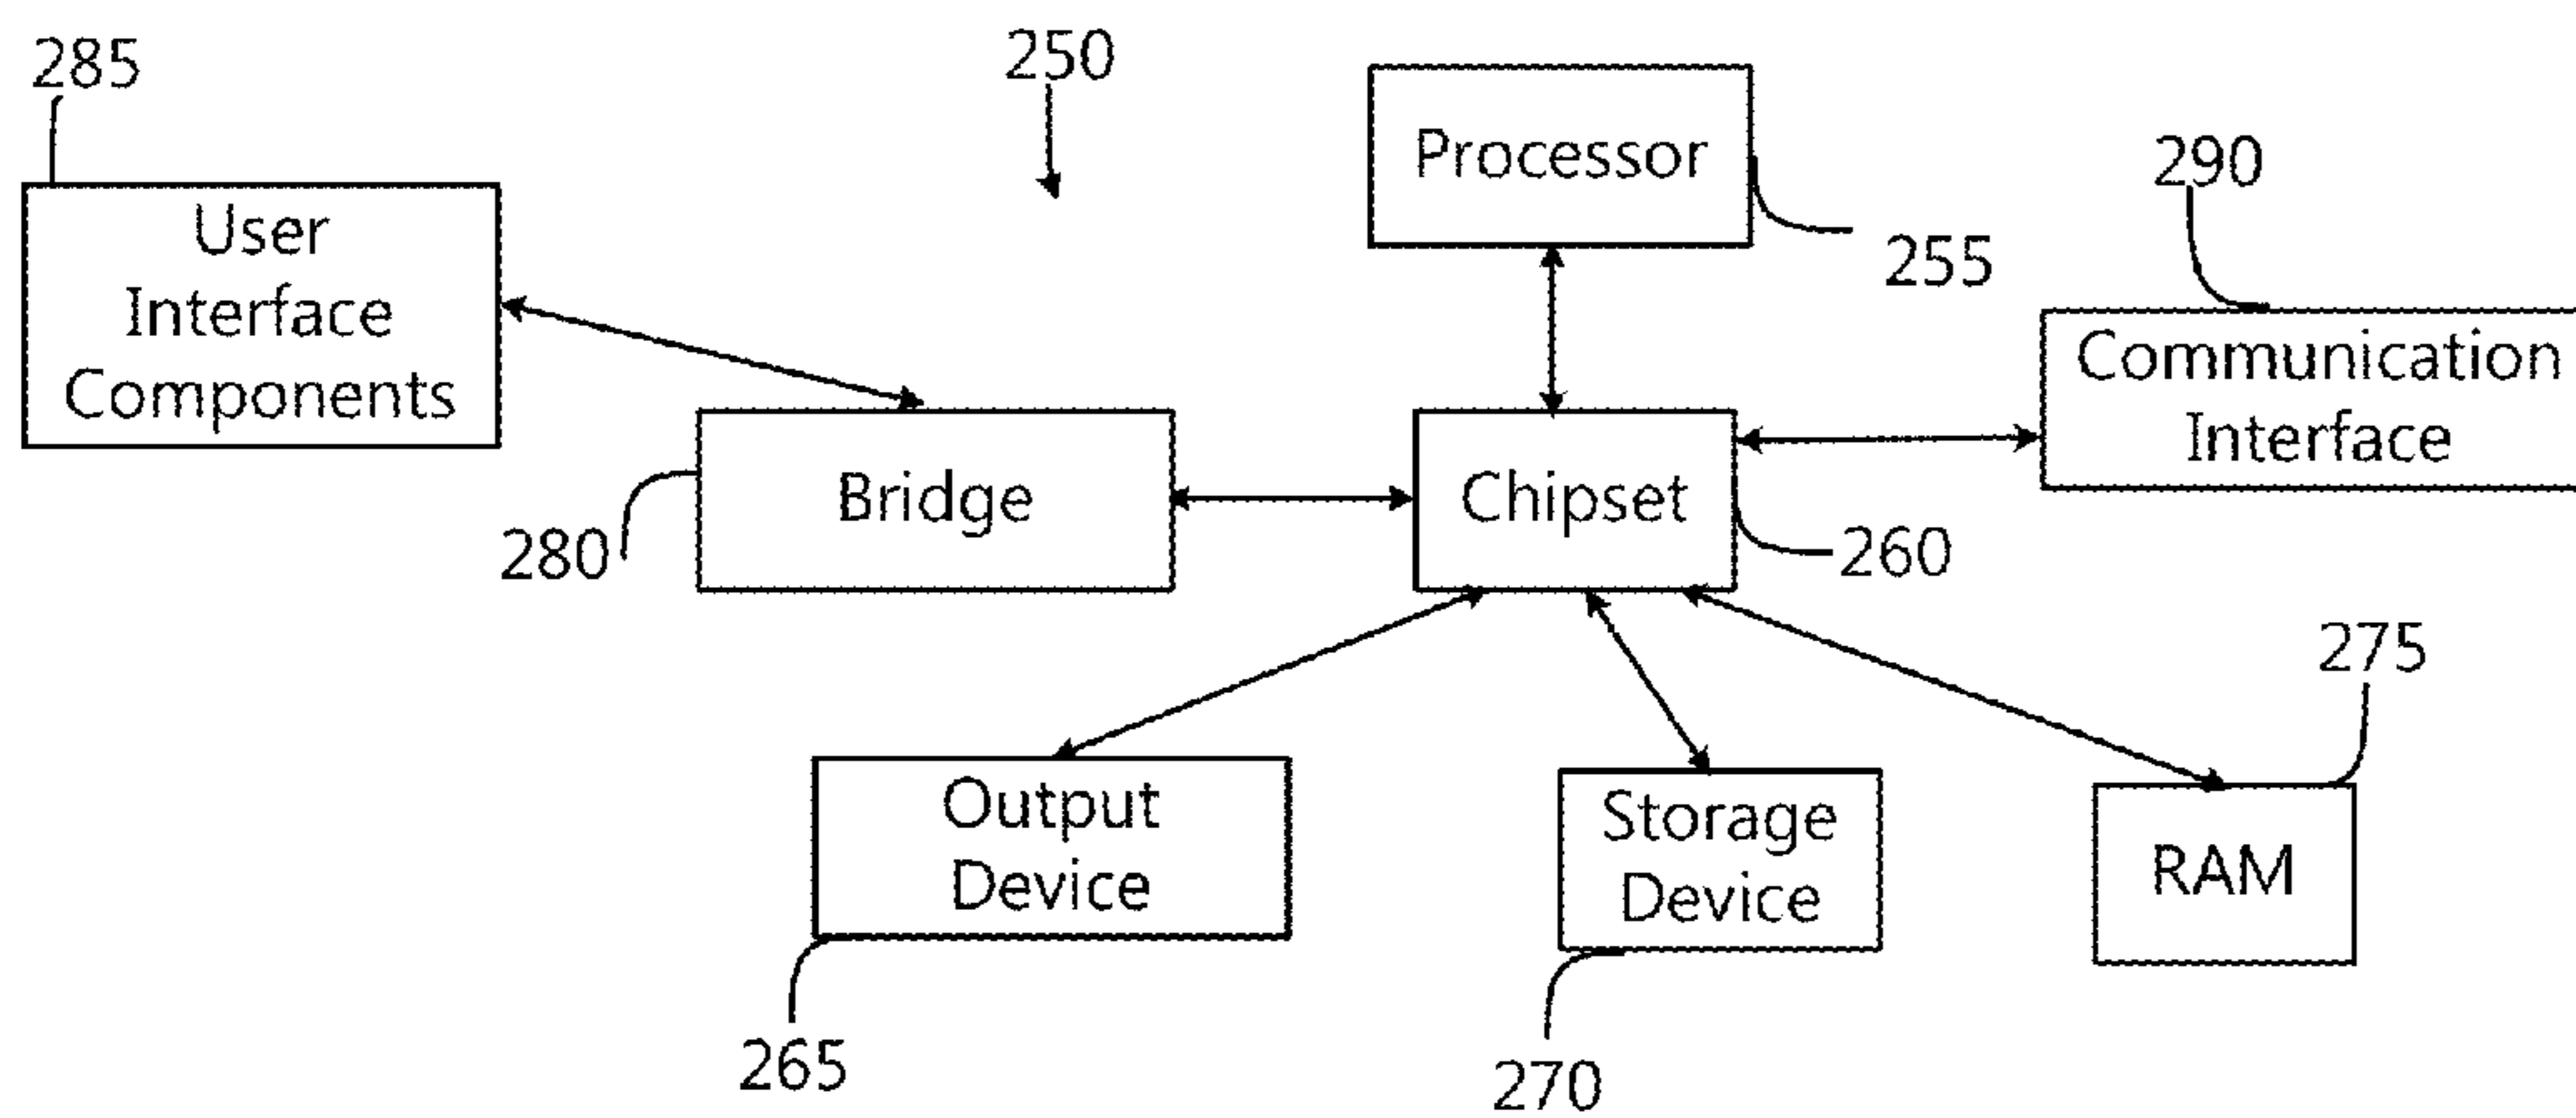 285
250
Processor
290
User
Interface
Components
255
Communication
Interface
Bridge
Chipset
280
260
275
Output
Device
Storage
Device
RAM
265
270